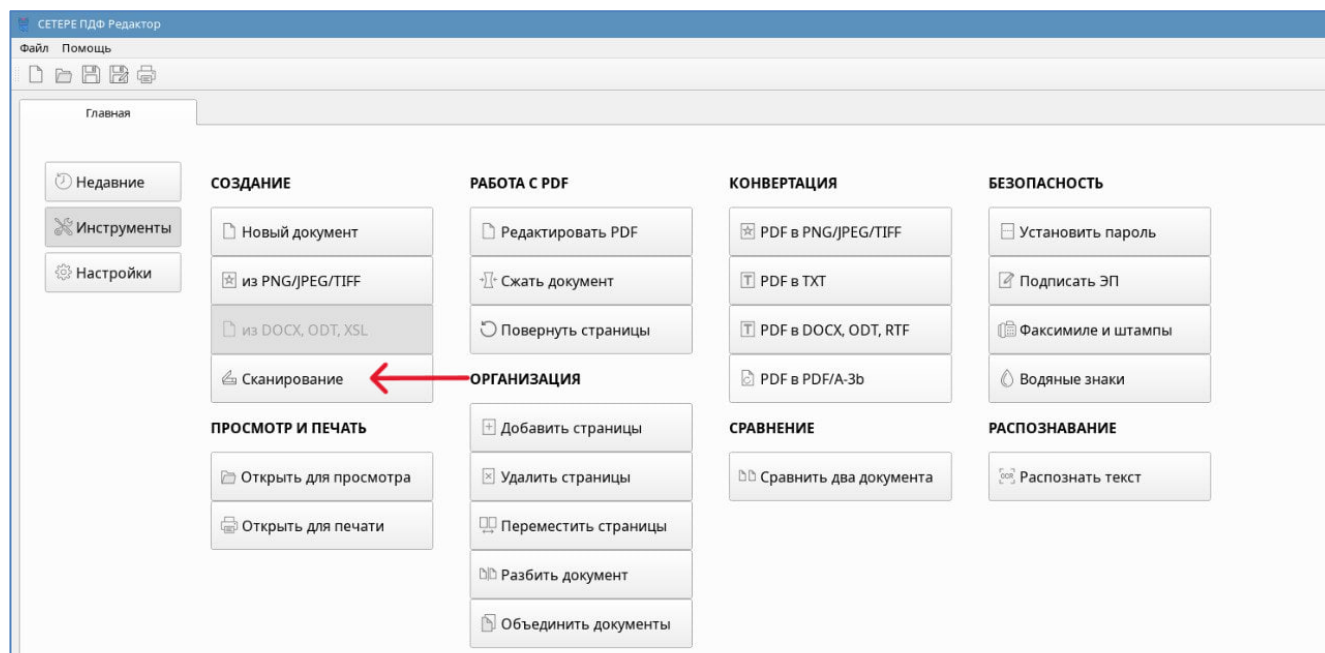 СЕТЕРЕ ПДФ Редактор
Файл Помощь
Главная
Недавние
Инструменты
Настройки
СОЗДАНИЕ
Новый документ
из PNG/JPEG/TIFF
из DOCX, ODT, XSL
Сканирование
ПРОСМОТР И ПЕЧАТЬ
Открыть для просмотра
Открыть для печати
РАБОТА С PDF
Редактировать PDF
Сжать документ
Повернуть страницы
ОРГАНИЗАЦИЯ
Добавить страницы
Удалить страницы
Переместить страницы
Разбить документ
Объединить документы
КОНВЕРТАЦИЯ
PDF в PNG/JPEG/TIFF
PDF в TXT
PDF в DOCX, ODT, RTF
PDF в PDF/A-3b
СРАВНЕНИЕ
Сравнить два документа
БЕЗОПАСНОСТЬ
Установить пароль
Подписать ЭП
Факсимиле и штампы
Водяные знаки
РАСПОЗНАВАНИЕ
Распознать текст